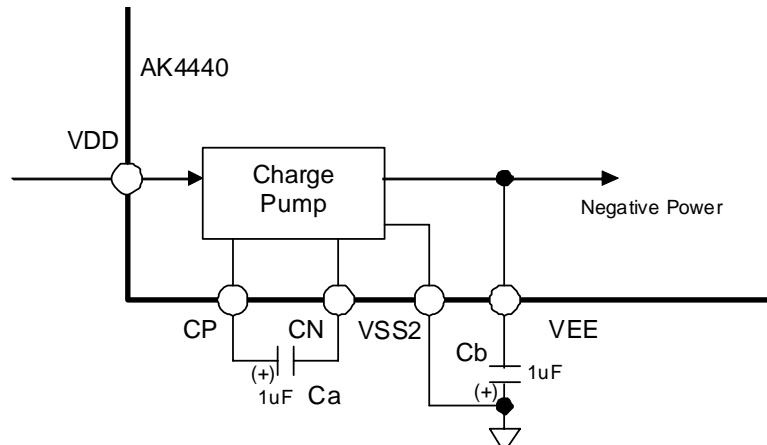 AK4440
VDD
Charge
Pump
Negative Power
CP
CN
VSS2
VEE
(+)
1uF
Ca
Cb
1uF
(+)